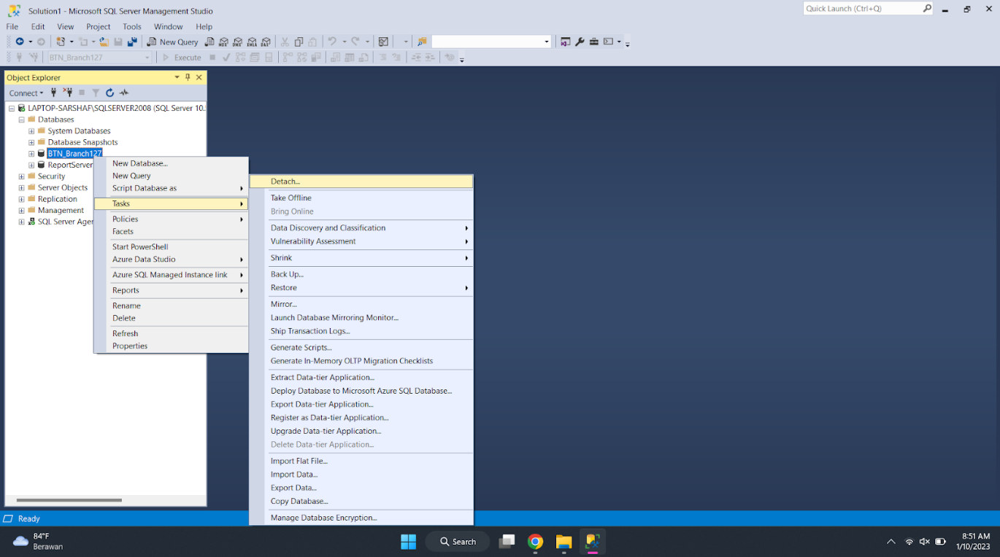 Solution1 - Microsoft SQL Server Management Studio
Quick Launch (Ctrl+Q)
File Edit View Project Tools Window Help
New Query
MDX DMX XMLA DAX
BTN_Branch127
Execute
Object Explorer
Connect
LAPTOP-SARSHAF\SQLSERVER2008 (SQL Server 10.5
Databases
System Databases
Database Snapshots
BTN_Branch127
ReportServer
Security
Server Objects
Replication
Management
SQL Server Agen
New Database...
New Query
Script Database as
Tasks
Policies
Facets
Start PowerShell
Azure Data Studio
Azure SQL Managed Instance link
Reports
Rename
Delete
Refresh
Properties
Detach...
Take Offline
Bring Online
Data Discovery and Classification
Vulnerability Assessment
Shrink
Back Up...
Restore
Mirror...
Launch Database Mirroring Monitor...
Ship Transaction Logs...
Generate Scripts...
Generate In-Memory OLTP Migration Checklists
Extract Data-tier Application...
Deploy Database to Microsoft Azure SQL Database...
Export Data-tier Application...
Register as Data-tier Application...
Upgrade Data-tier Application...
Delete Data-tier Application...
Import Flat File...
Import Data...
Export Data...
Copy Database...
Manage Database Encryption...
Ready
84°F
Berawan
Search
8:51 AM
1/10/2023